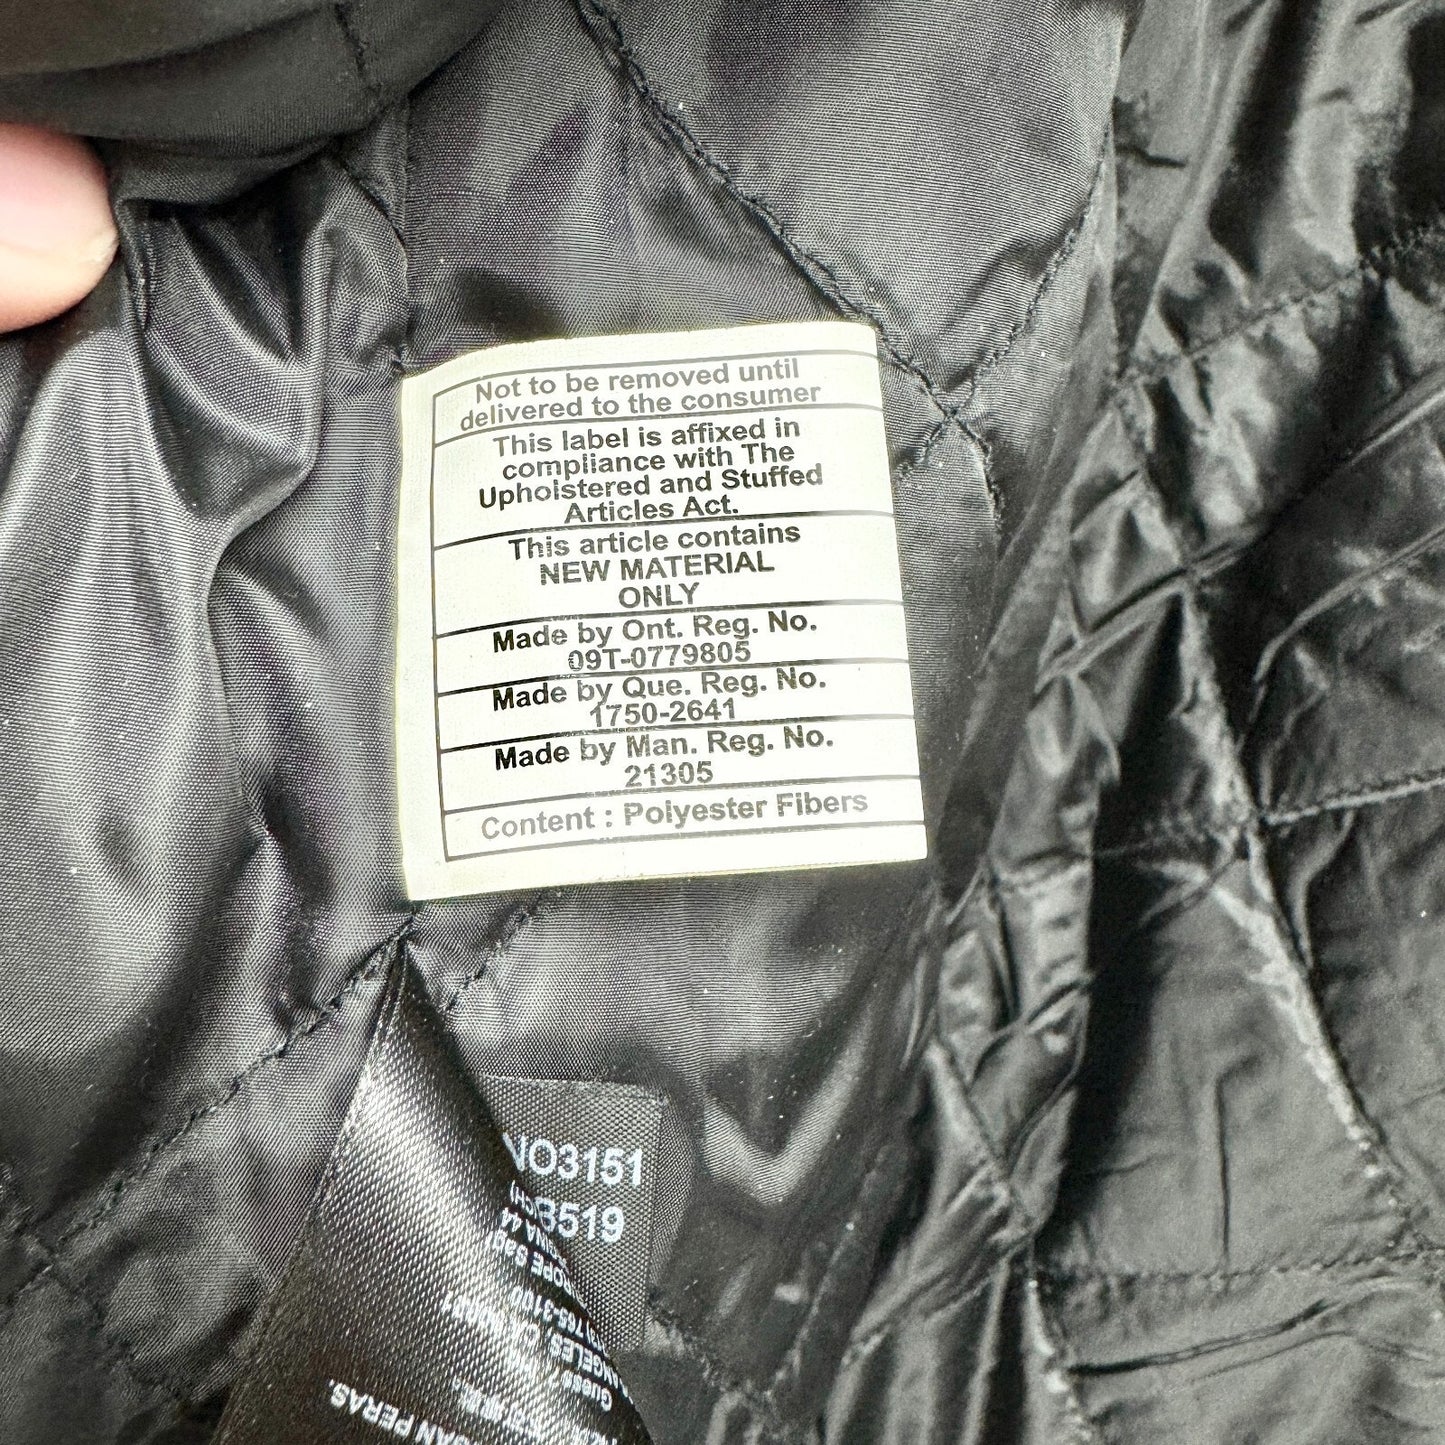 Not to be removed until
delivered to the consumer
This label is affixed in
compliance with The
Upholstered and Stuffed
Articles Act.
This article contains
NEW MATERIAL
ONLY
Made by Ont. Reg. No.
09T-0779805
Made by Que. Reg. No.
1750-2641
Made by Man. Reg. No.
21305
Content : Polyester Fibers
NO3151
B519
PERAS.